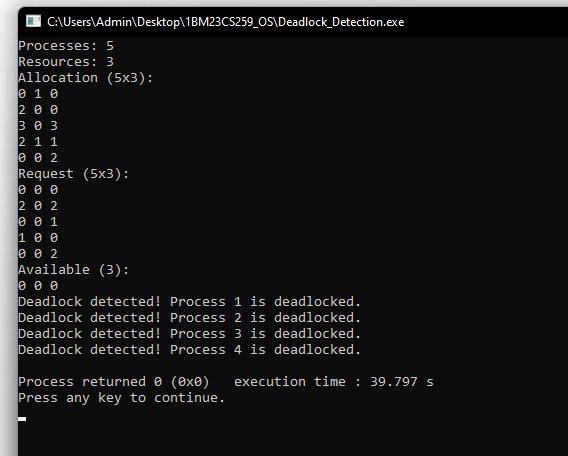 C:\Users\Admin\Desktop\1BM23CS259_OS\Deadlock_Detection.exe
Processes: 5
Resources: 3
Allocation (5x3):
0 1 0
2 0 0
3 0 3
2 1 1
0 0 2
Request (5x3):
0 0 0
2 0 2
0 0 1
1 0 0
0 0 2
Available (3):
0 0 0
Deadlock detected! Process 1 is deadlocked.
Deadlock detected! Process 2 is deadlocked.
Deadlock detected! Process 3 is deadlocked.
Deadlock detected! Process 4 is deadlocked.
Process returned 0 (0x0)   execution time : 39.797 s
Press any key to continue.